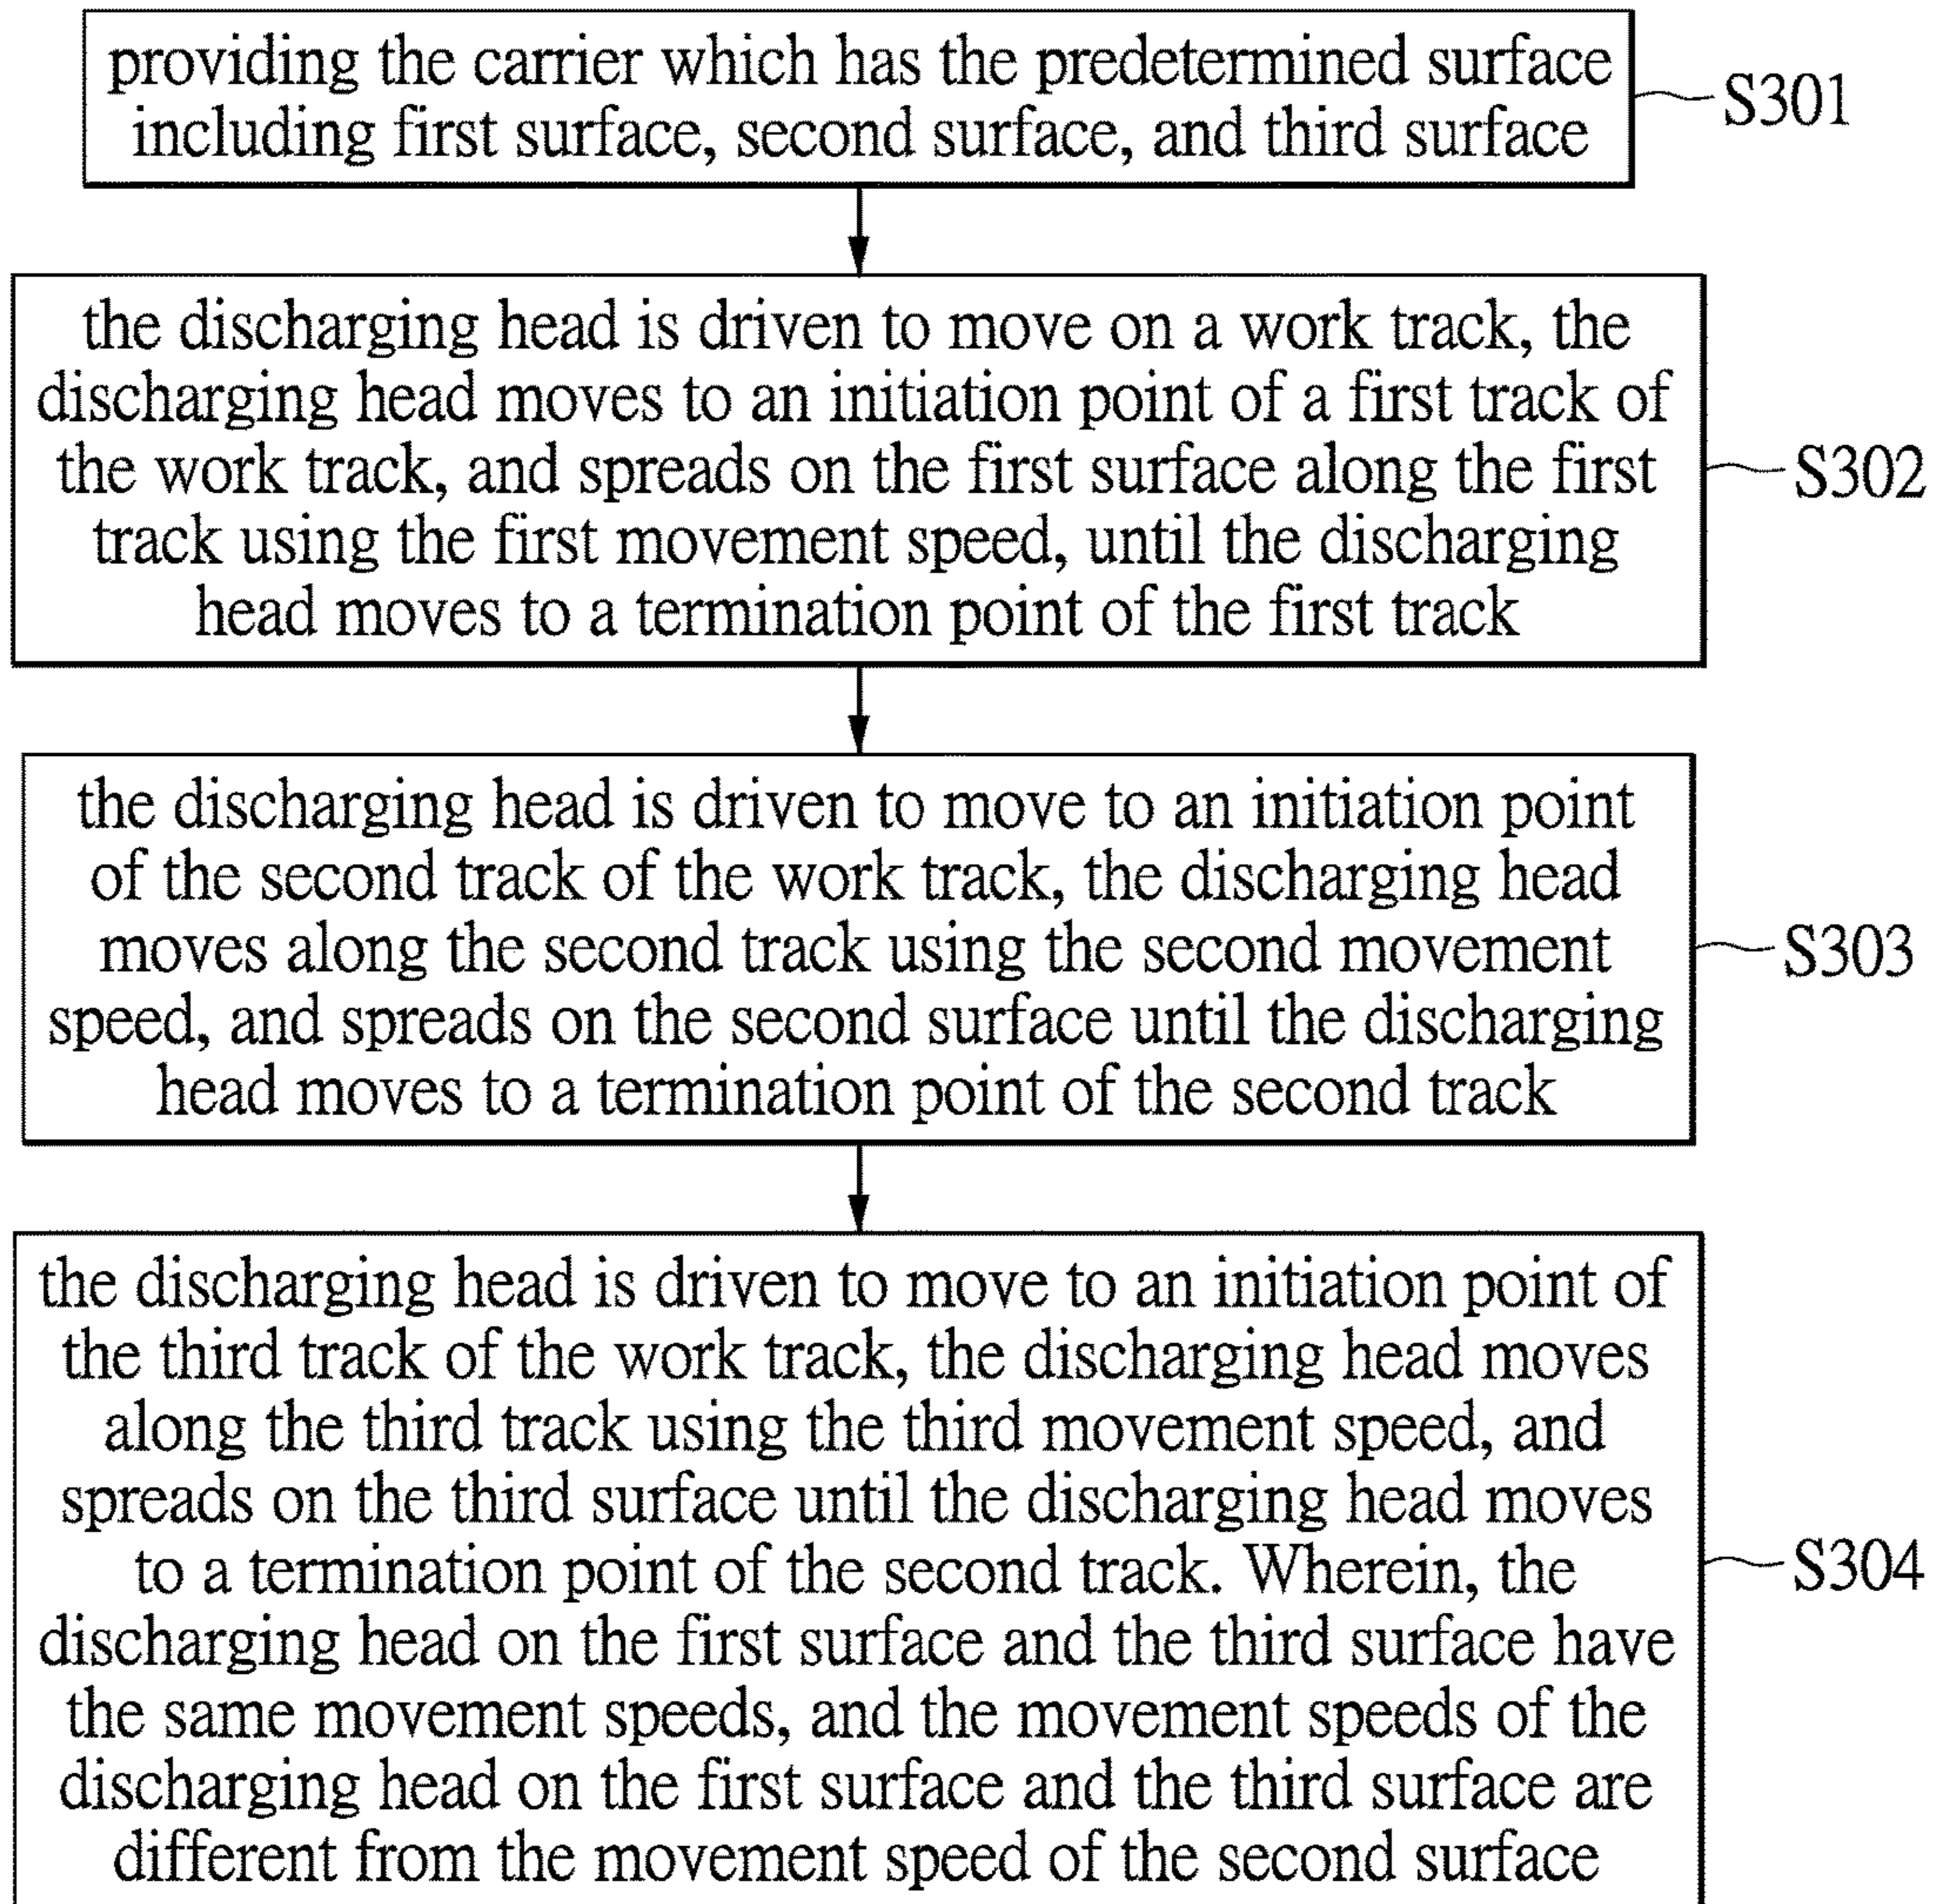 providing the carrier which has the predetermined surface
including first surface, second surface, and third surface
S301
the discharging head is driven to move on a work track, the
discharging head moves to an initiation point of a first track of
the work track, and spreads on the first surface along the first
track using the first movement speed, until the discharging
head moves to a termination point of the first track
S302
the discharging head is driven to move to an initiation point
of the second track of the work track, the discharging head
moves along the second track using the second movement
speed, and spreads on the second surface until the discharging
head moves to a termination point of the second track
S303
the discharging head is driven to move to an initiation point of
the third track of the work track, the discharging head moves
along the third track using the third movement speed, and
spreads on the third surface until the discharging head moves
to a termination point of the second track. Wherein, the
discharging head on the first surface and the third surface have
the same movement speeds, and the movement speeds of the
discharging head on the first surface and the third surface are
different from the movement speed of the second surface
S304